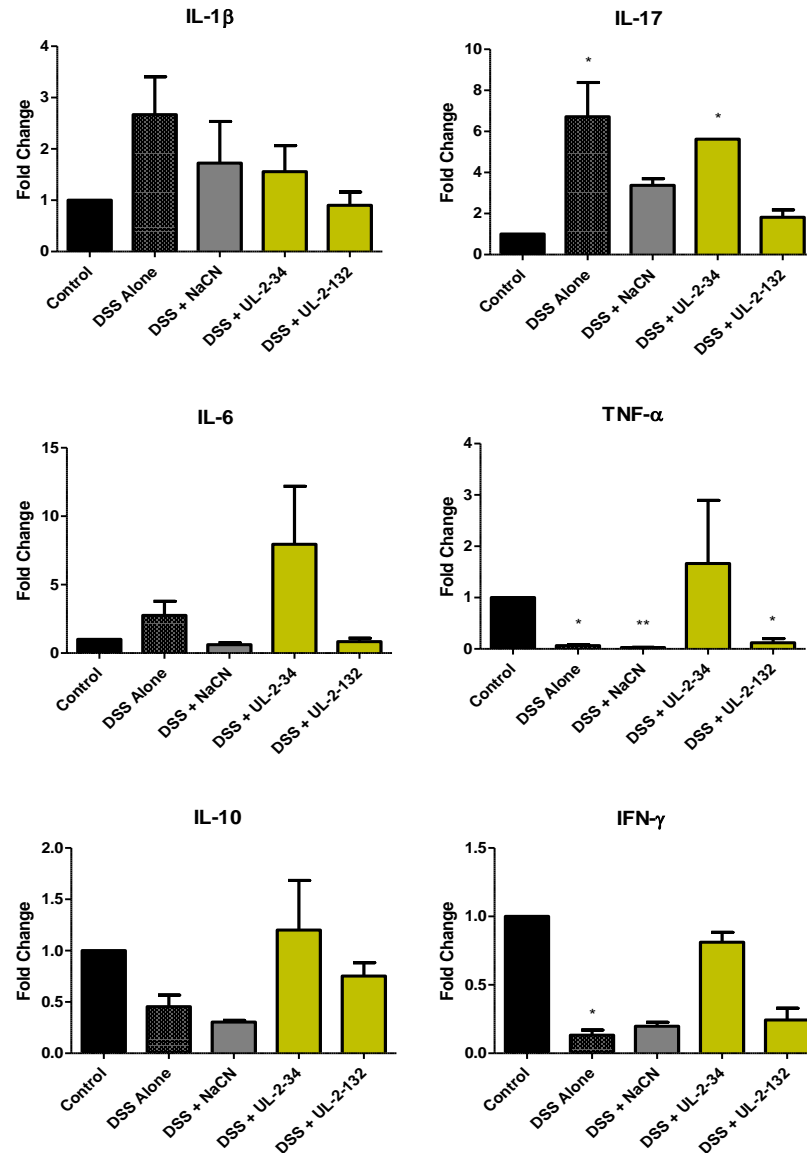 IL-1β
Fold Change
4
3
2
1
0
Control
DSS Alone
DSS + NaCN
DSS + UL-2-34
DSS + UL-2-132
IL-17
Fold Change
10
8
6
4
2
0
*
*
Control
DSS Alone
DSS + NaCN
DSS + UL-2-34
DSS + UL-2-132
IL-6
Fold Change
15
10
5
0
Control
DSS Alone
DSS + NaCN
DSS + UL-2-34
DSS + UL-2-132
TNF-α
Fold Change
4
3
2
1
0
*
**
*
Control
DSS Alone
DSS + NaCN
DSS + UL-2-34
DSS + UL-2-132
IL-10
Fold Change
2.0
1.5
1.0
0.5
0.0
Control
DSS Alone
DSS + NaCN
DSS + UL-2-34
DSS + UL-2-132
IFN-γ
Fold Change
1.5
1.0
0.5
0.0
*
Control
DSS Alone
DSS + NaCN
DSS + UL-2-34
DSS + UL-2-132